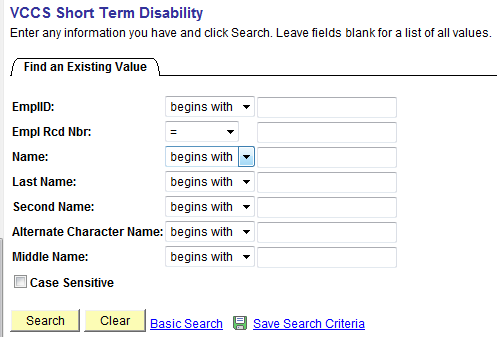 VCCS Short Term Disability
Enter any information you have and click Search. Leave fields blank for a list of all values.
Find an Existing Value
EmplID: begins with
Empl Rcd Nbr: =
Name: begins with
Last Name: begins with
Second Name: begins with
Alternate Character Name: begins with
Middle Name: begins with
Case Sensitive
Search Clear Basic Search Save Search Criteria